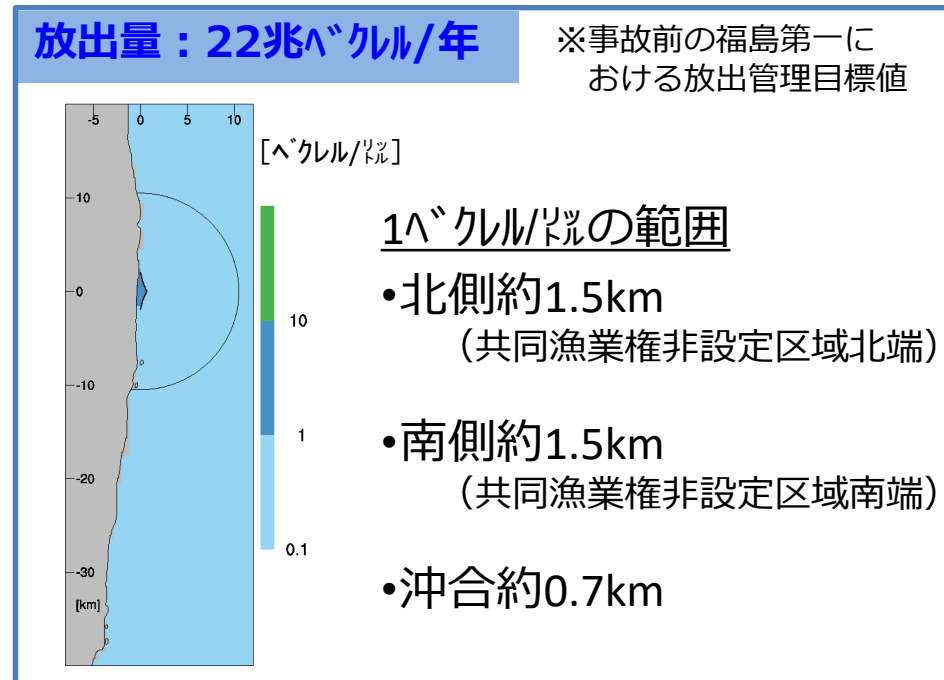 放出量：22兆ﾍﾞｸﾚﾙ/年
※事故前の福島第一に
おける放出管理目標値
-5 0 5 10
[ﾍﾞｸﾚﾙ/㍑]
10
0
-10
-20
-30
[km]
10
1
0.1
1ﾍﾞｸﾚﾙ/㍑の範囲
•北側約1.5km
（共同漁業権非設定区域北端）
•南側約1.5km
（共同漁業権非設定区域南端）
•沖合約0.7km